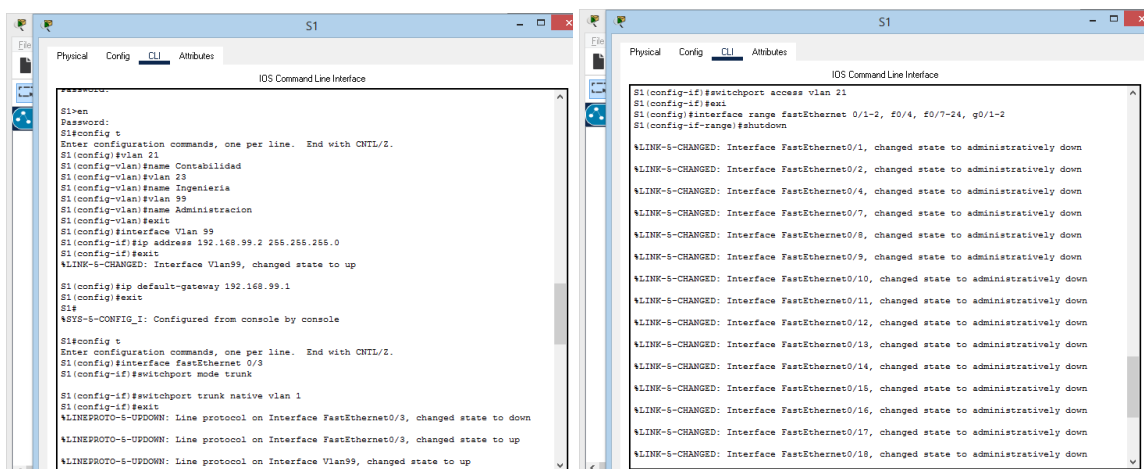 S1
File
Physical Config CLI Attributes
IOS Command Line Interface
Password:
S1>en
Password:
S1#config t
Enter configuration commands, one per line. End with CNTL/Z.
S1(config)#vlan 21
S1(config-vlan)#name Contabilidad
S1(config-vlan)#vlan 23
S1(config-vlan)#name Ingenieria
S1(config-vlan)#vlan 99
S1(config-vlan)#name Administracion
S1(config-vlan)#exit
S1(config)#interface Vlan 99
S1(config-if)#ip address 192.168.99.2 255.255.255.0
S1(config-if)#exit
%LINK-5-CHANGED: Interface Vlan99, changed state to up
S1(config)#ip default-gateway 192.168.99.1
S1(config)#exit
S1#
%SYS-5-CONFIG_I: Configured from console by console
S1#config t
Enter configuration commands, one per line. End with CNTL/Z.
S1(config)#interface fastEthernet 0/3
S1(config-if)#switchport mode trunk
S1(config-if)#switchport trunk native vlan 1
S1(config-if)#exit
%LINEPROTO-5-UPDOWN: Line protocol on Interface FastEthernet0/3, changed state to down
%LINEPROTO-5-UPDOWN: Line protocol on Interface FastEthernet0/3, changed state to up
%LINEPROTO-5-UPDOWN: Line protocol on Interface Vlan99, changed state to up
S1
File
Physical Config CLI Attributes
IOS Command Line Interface
S1(config-if)#switchport access vlan 21
S1(config-if)#exi
S1(config)#interface range fastEthernet 0/1-2, f0/4, f0/7-24, g0/1-2
S1(config-if-range)#shutdown
%LINK-5-CHANGED: Interface FastEthernet0/1, changed state to administratively down
%LINK-5-CHANGED: Interface FastEthernet0/2, changed state to administratively down
%LINK-5-CHANGED: Interface FastEthernet0/4, changed state to administratively down
%LINK-5-CHANGED: Interface FastEthernet0/7, changed state to administratively down
%LINK-5-CHANGED: Interface FastEthernet0/8, changed state to administratively down
%LINK-5-CHANGED: Interface FastEthernet0/9, changed state to administratively down
%LINK-5-CHANGED: Interface FastEthernet0/10, changed state to administratively down
%LINK-5-CHANGED: Interface FastEthernet0/11, changed state to administratively down
%LINK-5-CHANGED: Interface FastEthernet0/12, changed state to administratively down
%LINK-5-CHANGED: Interface FastEthernet0/13, changed state to administratively down
%LINK-5-CHANGED: Interface FastEthernet0/14, changed state to administratively down
%LINK-5-CHANGED: Interface FastEthernet0/15, changed state to administratively down
%LINK-5-CHANGED: Interface FastEthernet0/16, changed state to administratively down
%LINK-5-CHANGED: Interface FastEthernet0/17, changed state to administratively down
%LINK-5-CHANGED: Interface FastEthernet0/18, changed state to administratively down